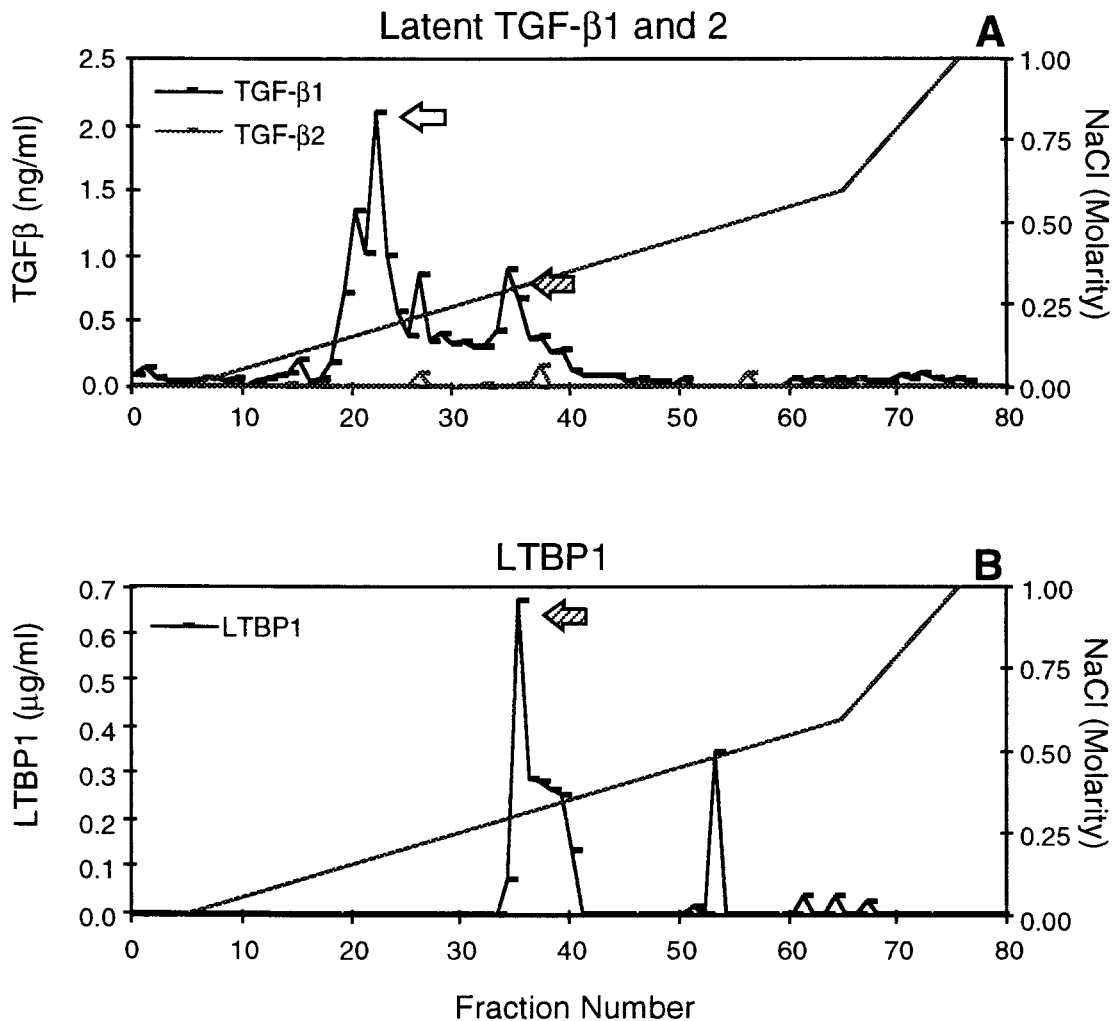 Latent TGF-β1 and 2
A
TGF-β1
TGF-β2
TGFβ (ng/ml)
2.5
2.0
1.5
1.0
0.5
0.0
NaCl (Molarity)
1.00
0.75
0.50
0.25
0.00
0 10 20 30 40 50 60 70 80
LTBP1
B
LTBP1
LTBP1 (µg/ml)
0.7
0.6
0.5
0.4
0.3
0.2
0.1
0.0
NaCl (Molarity)
1.00
0.75
0.50
0.25
0.00
0 10 20 30 40 50 60 70 80
Fraction Number